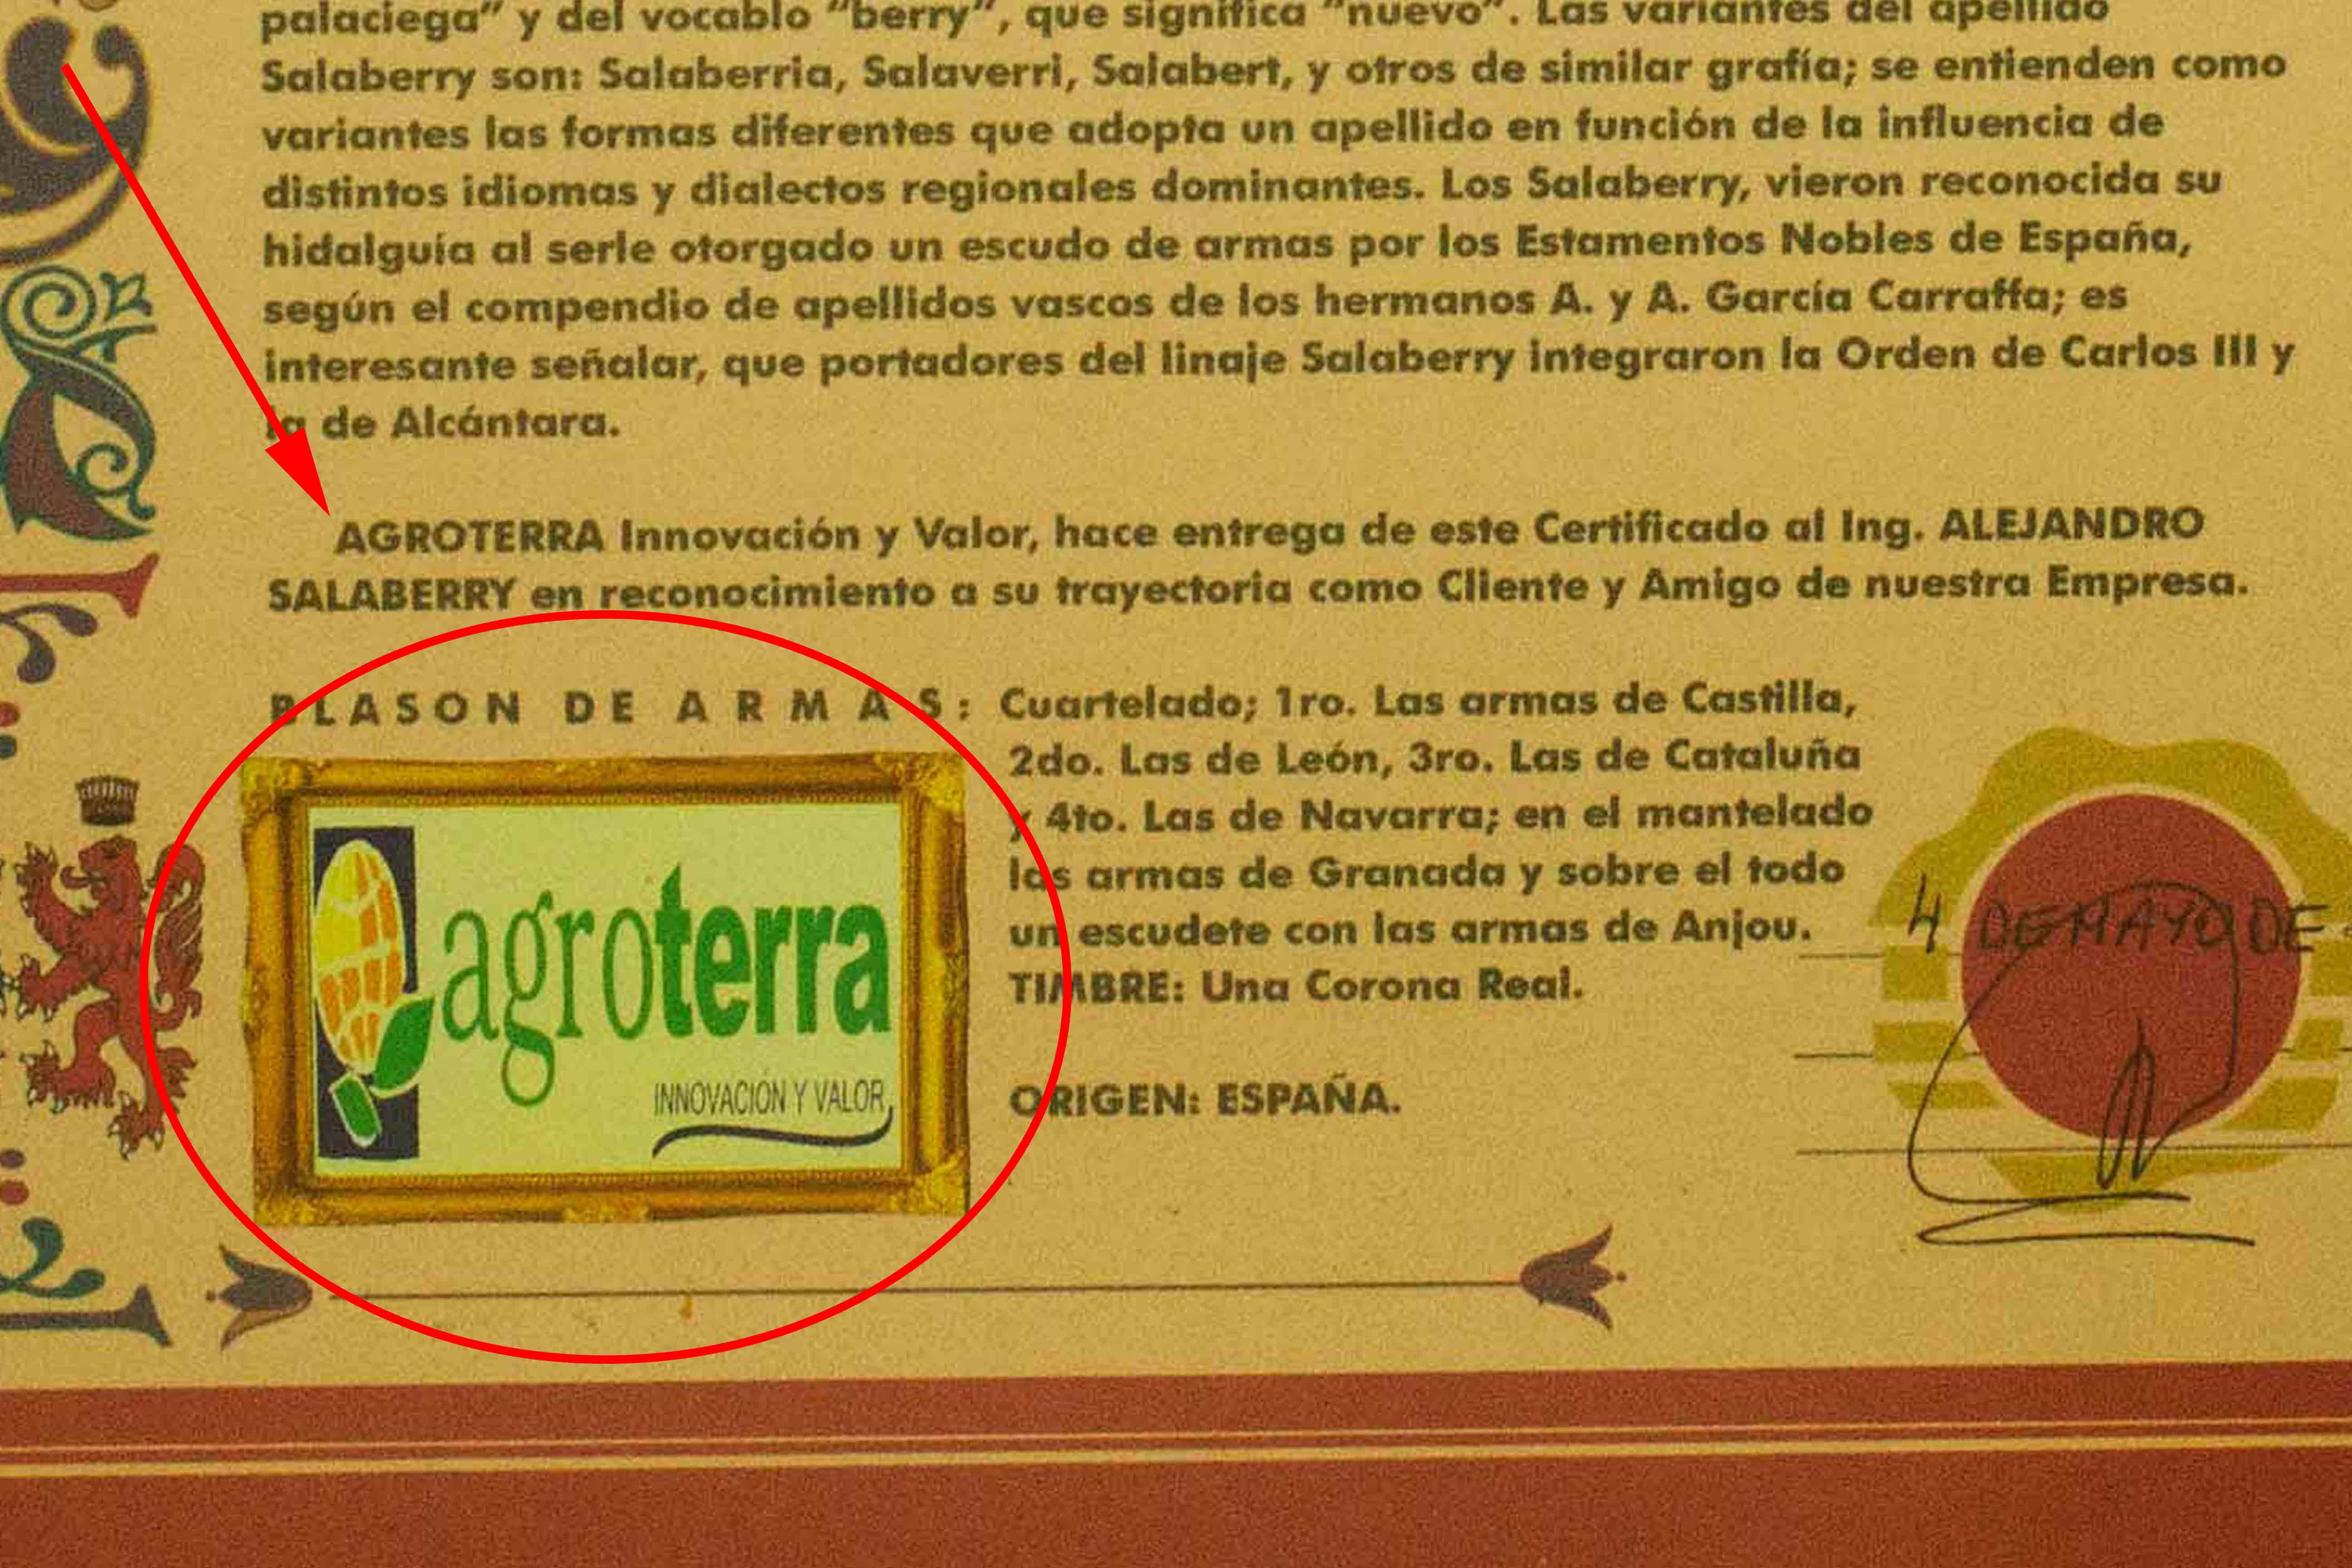 palaciega" y del vocablo "berry", que significa "nuevo". Las variantes del apellido
Salaberry son: Salaberria, Salaverri, Salabert, y otros de similar grafía; se entienden como
variantes las formas diferentes que adopta un apellido en función de la influencia de
distintos idiomas y dialectos regionales dominantes. Los Salaberry, vieron reconocida su
hidalguía al serle otorgado un escudo de armas por los Estamentos Nobles de España,
según el compendio de apellidos vascos de los hermanos A. y A. García Carraffa; es
interesante señalar, que portadores del linaje Salaberry integraron la Orden de Carlos III y
la de Alcántara.
AGROTERRA Innovación y Valor, hace entrega de este Certificado al Ing. ALEJANDRO
SALABERRY en reconocimiento a su trayectoria como Cliente y Amigo de nuestra Empresa.
BLASON DE ARMAS: Cuartelado; 1ro. Las armas de Castilla,
2do. Las de León, 3ro. Las de Cataluña
y 4to. Las de Navarra; en el mantelado
las armas de Granada y sobre el todo
un escudete con las armas de Anjou.
TIMBRE: Una Corona Real.
ORIGEN: ESPAÑA.
agroterra
INNOVACIÓN Y VALOR
4 DE MAYO DE